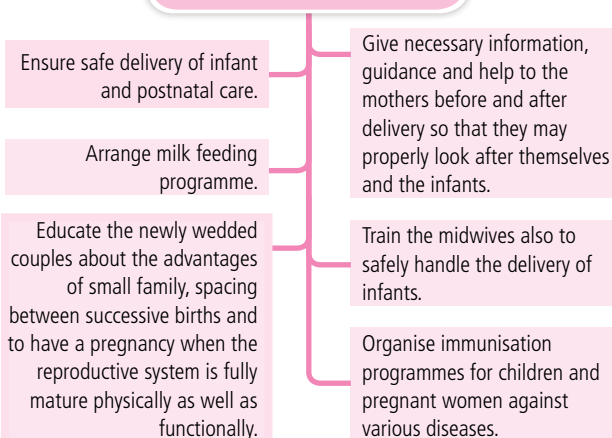 Ensure safe delivery of infant
and postnatal care.
Arrange milk feeding
programme.
Educate the newly wedded
couples about the advantages
of small family, spacing
between successive births and
to have a pregnancy when the
reproductive system is fully
mature physically as well as
functionally.
Give necessary information,
guidance and help to the
mothers before and after
delivery so that they may
properly look after themselves
and the infants.
Train the midwives also to
safely handle the delivery of
infants.
Organise immunisation
programmes for children and
pregnant women against
various diseases.